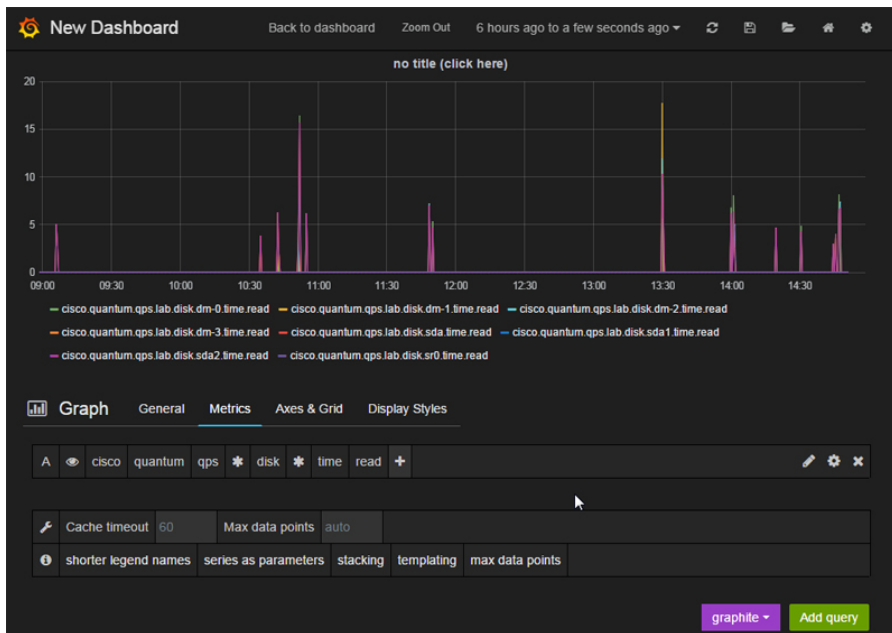 New Dashboard Back to dashboard Zoom Out 6 hours ago to a few seconds ago
no title (click here)
20
15
10
5
0
09:00 09:30 10:00 10:30 11:00 11:30 12:00 12:30 13:00 13:30 14:00 14:30
cisco.quantum.qps.lab.disk.dm-0.time.read cisco.quantum.qps.lab.disk.dm-1.time.read cisco.quantum.qps.lab.disk.dm-2.time.read
cisco.quantum.qps.lab.disk.dm-3.time.read cisco.quantum.qps.lab.disk.sda.time.read cisco.quantum.qps.lab.disk.sda1.time.read
cisco.quantum.qps.lab.disk.sda2.time.read cisco.quantum.qps.lab.disk.sr0.time.read
Graph General Metrics Axes & Grid Display Styles
A cisco quantum qps * disk * time read +
Cache timeout 60 Max data points auto
shorter legend names series as parameters stacking templating max data points
graphite Add query